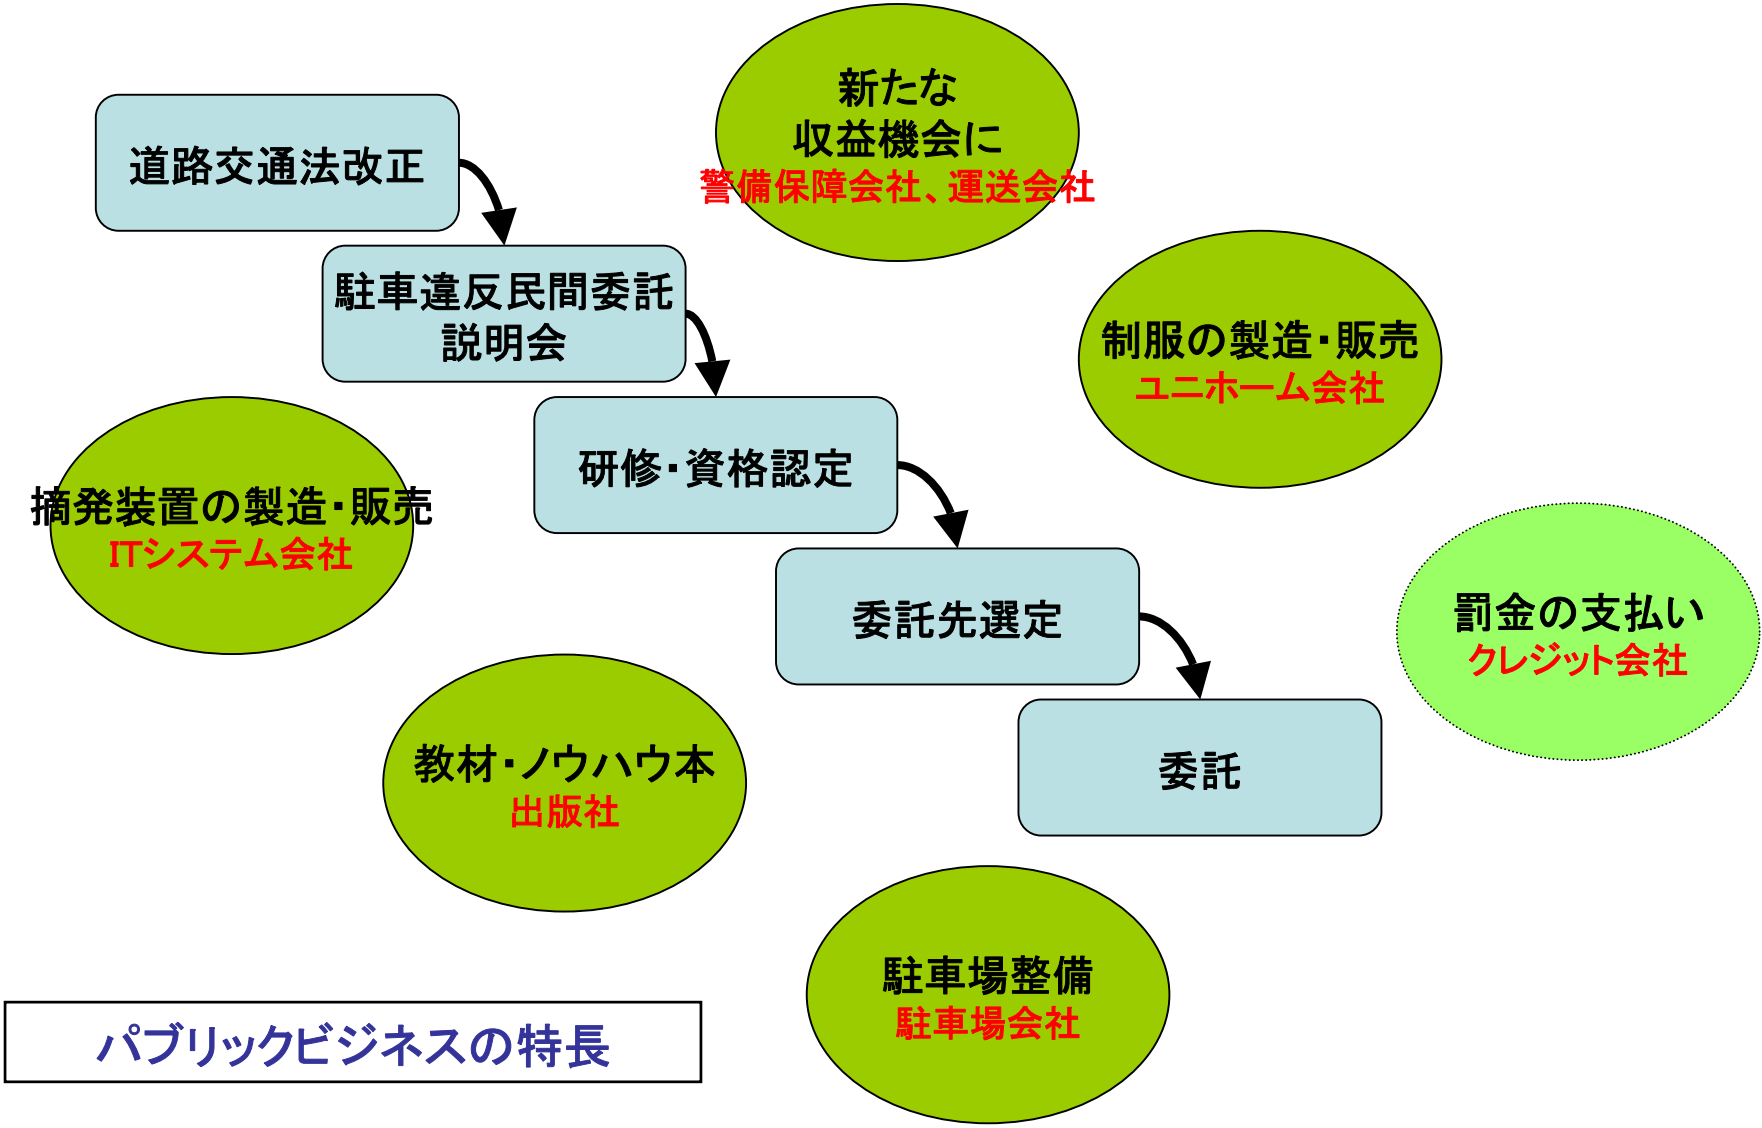 新たな
収益機会に
警備保障会社、運送会社
道路交通法改正
駐車違反民間委託
説明会
制服の製造・販売
ユニホーム会社
研修・資格認定
摘発装置の製造・販売
ITシステム会社
委託先選定
罰金の支払い
クレジット会社
教材・ノウハウ本
出版社
委託
駐車場整備
駐車場会社
パブリックビジネスの特長